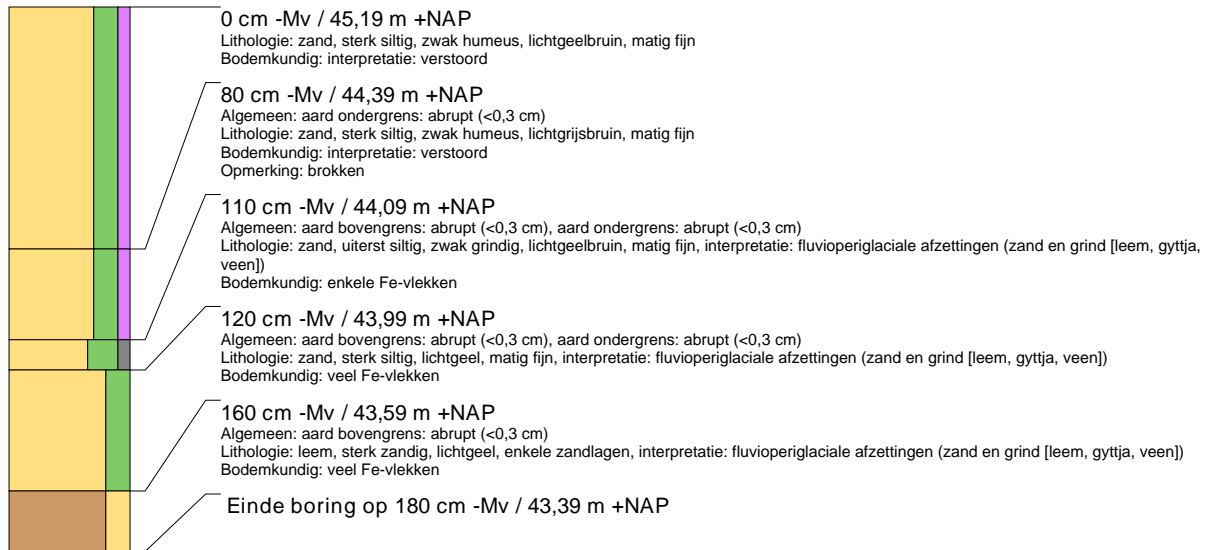 0 cm -Mv / 45,19 m +NAP
Lithologie: zand, sterk siltig, zwak humeus, lichtgeelbruin, matig fijn
Bodemkundig: interpretatie: verstoord
80 cm -Mv / 44,39 m +NAP
Algemeen: aard ondergrens: abrupt (<0,3 cm)
Lithologie: zand, sterk siltig, zwak humeus, lichtgrijsbruin, matig fijn
Bodemkundig: interpretatie: verstoord
Opmerking: brokken
110 cm -Mv / 44,09 m +NAP
Algemeen: aard bovengrens: abrupt (<0,3 cm), aard ondergrens: abrupt (<0,3 cm)
Lithologie: zand, uiterst siltig, zwak grindig, lichtgeelbruin, matig fijn, interpretatie: fluvioperiglaciale afzettingen (zand en grind [leem, gyttja,
veen])
Bodemkundig: enkele Fe-vlekken
120 cm -Mv / 43,99 m +NAP
Algemeen: aard bovengrens: abrupt (<0,3 cm), aard ondergrens: abrupt (<0,3 cm)
Lithologie: zand, sterk siltig, lichtgeel, matig fijn, interpretatie: fluvioperiglaciale afzettingen (zand en grind [leem, gyttja, veen])
Bodemkundig: veel Fe-vlekken
160 cm -Mv / 43,59 m +NAP
Algemeen: aard bovengrens: abrupt (<0,3 cm)
Lithologie: leem, sterk zandig, lichtgeel, enkele zandlagen, interpretatie: fluvioperiglaciale afzettingen (zand en grind [leem, gyttja, veen])
Bodemkundig: veel Fe-vlekken
Einde boring op 180 cm -Mv / 43,39 m +NAP